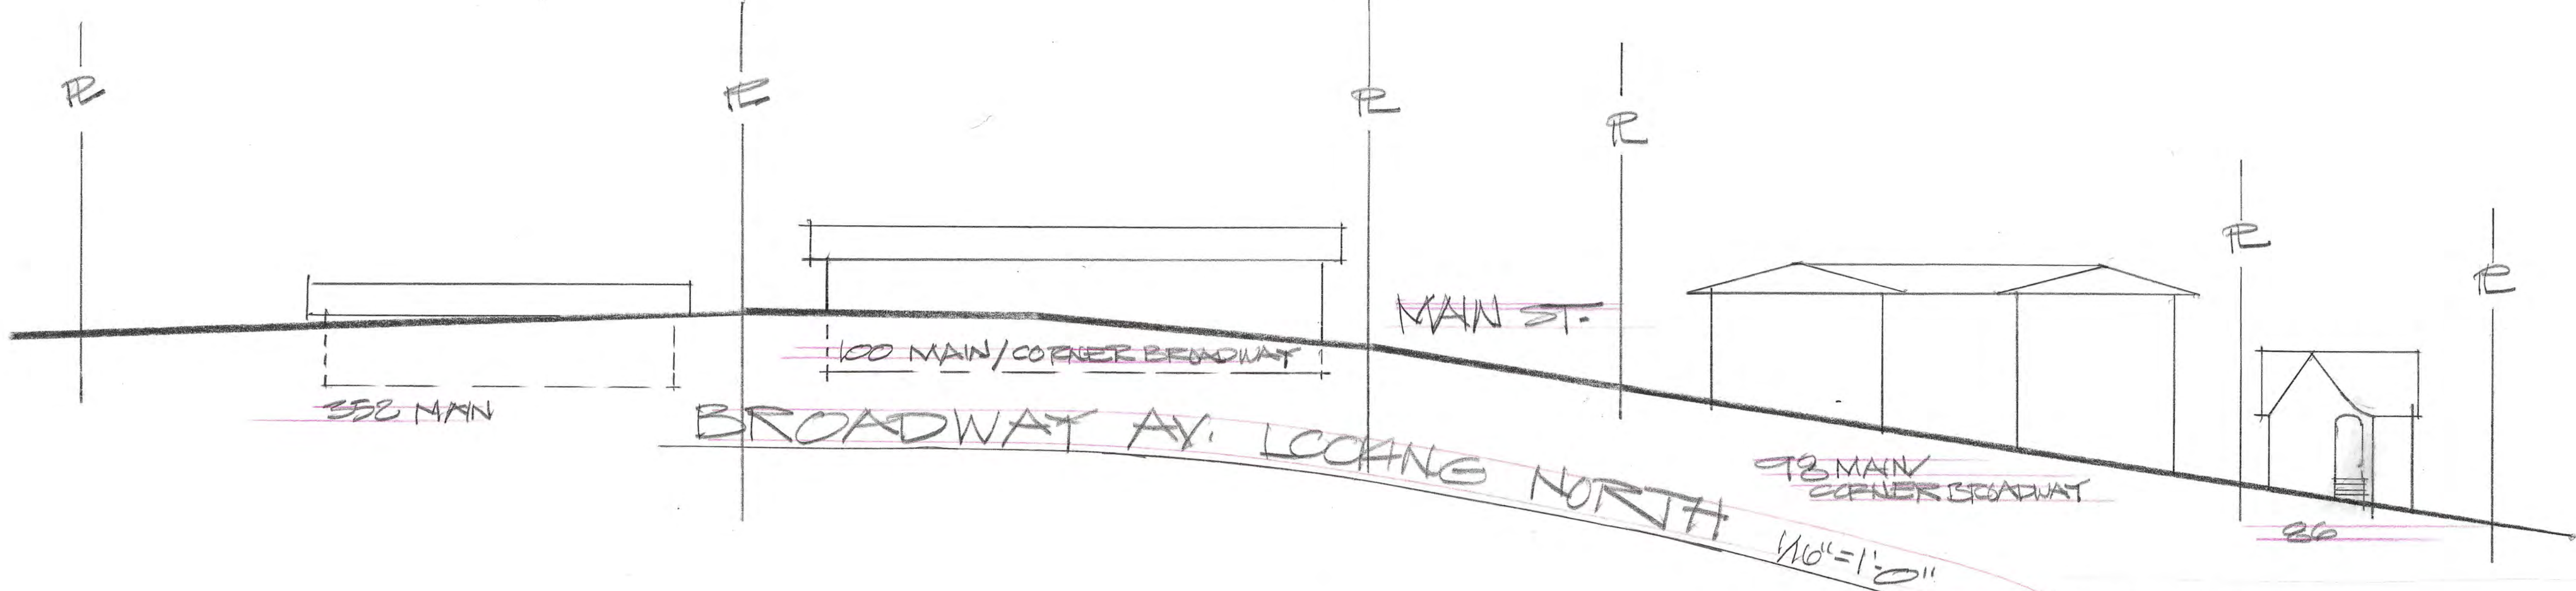 PL
PL
PL
PL
PL
PL
MAIN ST.
100 MAIN/CORNER BROADWAY
352 MAIN
BROADWAY AV. LOOKING NORTH
98 MAIN/
CORNER BROADWAY
86
1/16"=1'-0"